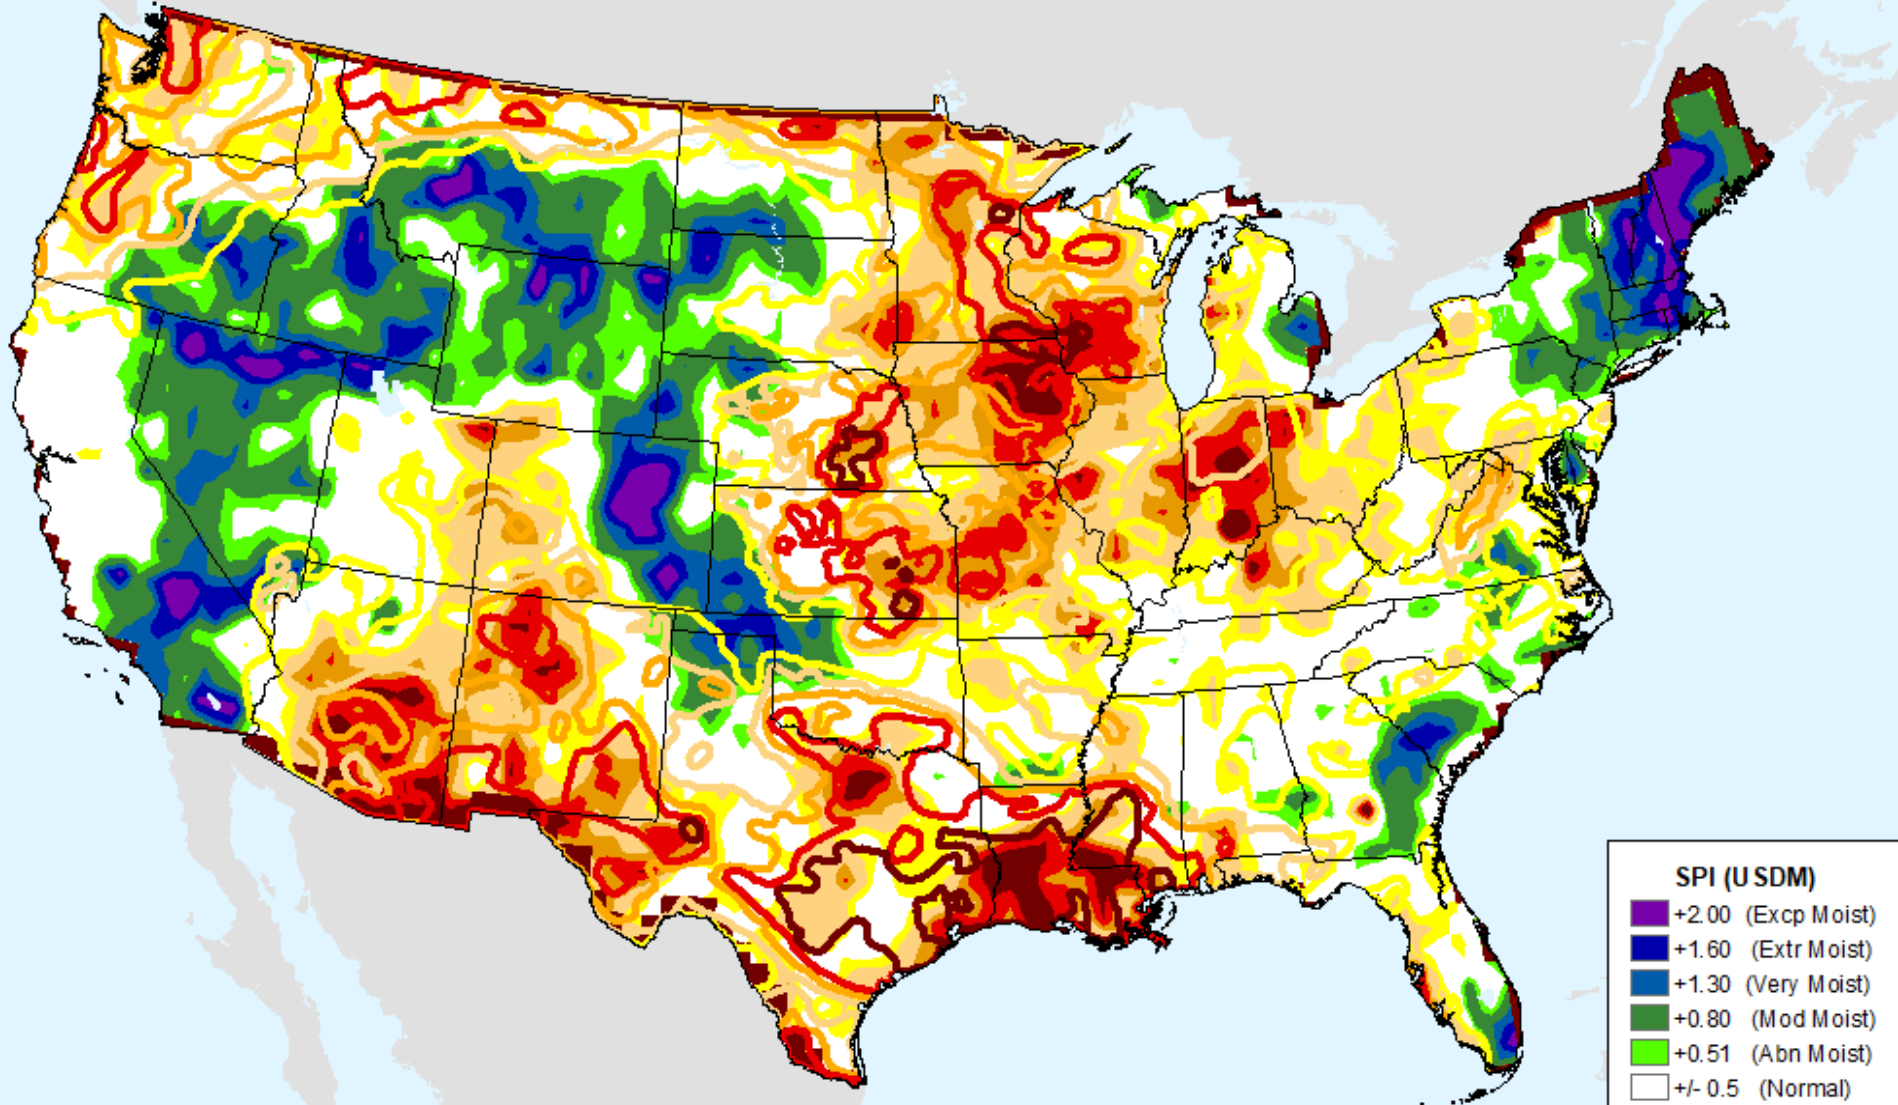 SPI (USDM)
+2.00 (Excp Moist)
+1.60 (Extr Moist)
+1.30 (Very Moist)
+0.80 (Mod Moist)
+0.51 (Abn Moist)
+/- 0.5 (Normal)